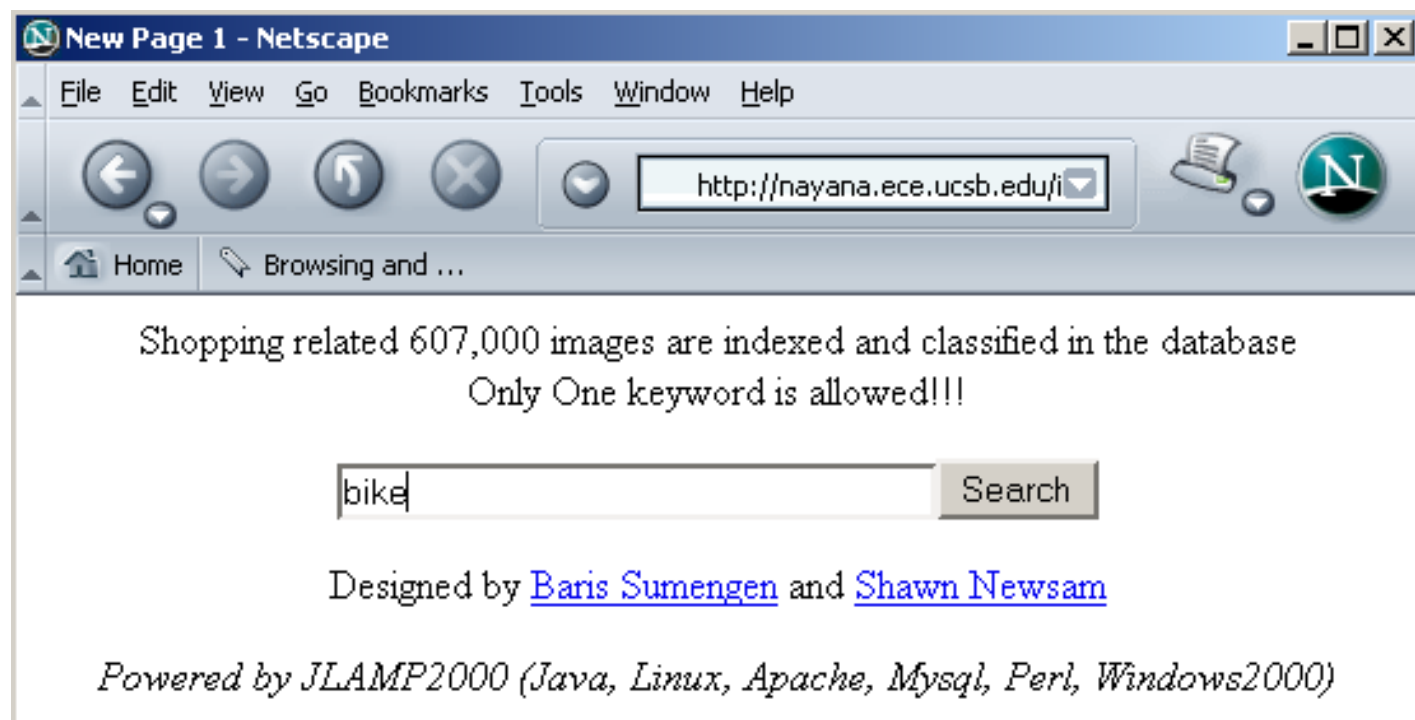 New Page 1 - Netscape
File Edit View Go Bookmarks Tools Window Help
http://nayana.ece.ucsb.edu/i
N
Home Browsing and ...
Shopping related 607,000 images are indexed and classified in the database
Only One keyword is allowed!!!
bike Search
Designed by Baris Sumengen and Shawn Newsam
Powered by JLAMP2000 (Java, Linux, Apache, Mysql, Perl, Windows2000)